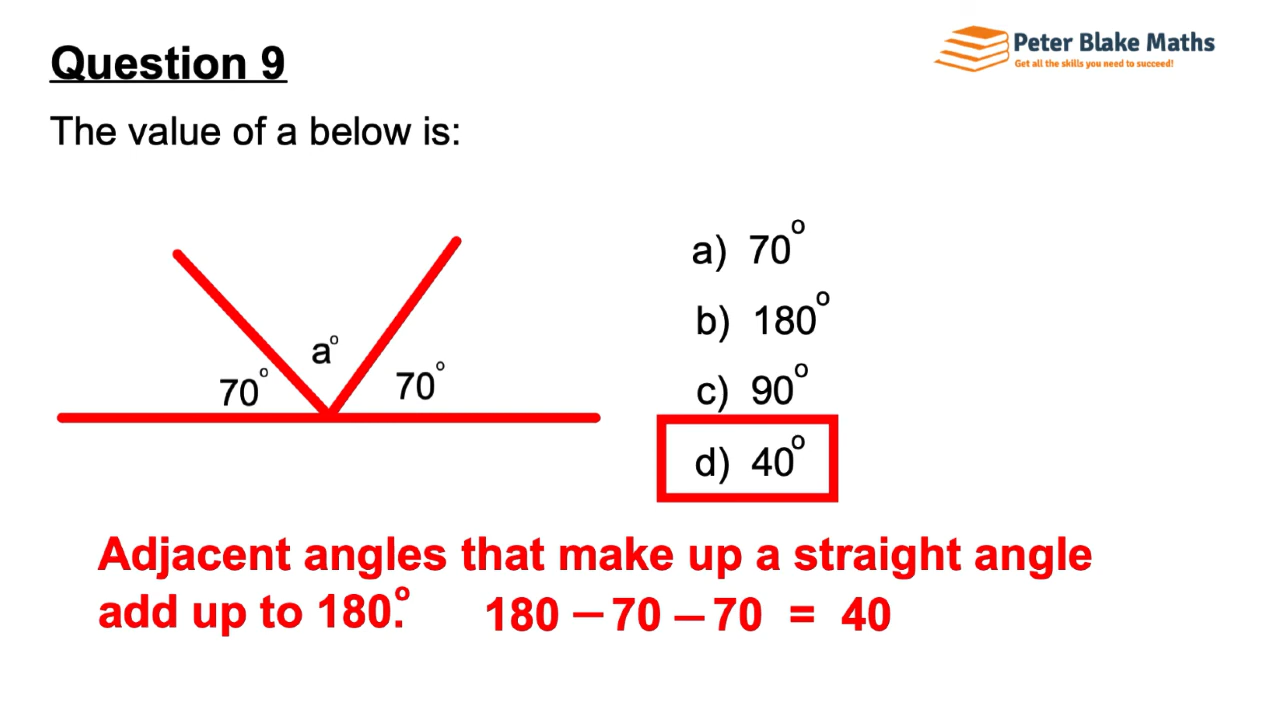 Question 9
Peter Blake Maths
Get all the skills you need to succeed!
The value of a below is:
a) 70°
b) 180°
c) 90°
d) 40°
a°
70°
70°
Adjacent angles that make up a straight angle
add up to 180.° 180 – 70 – 70 = 40